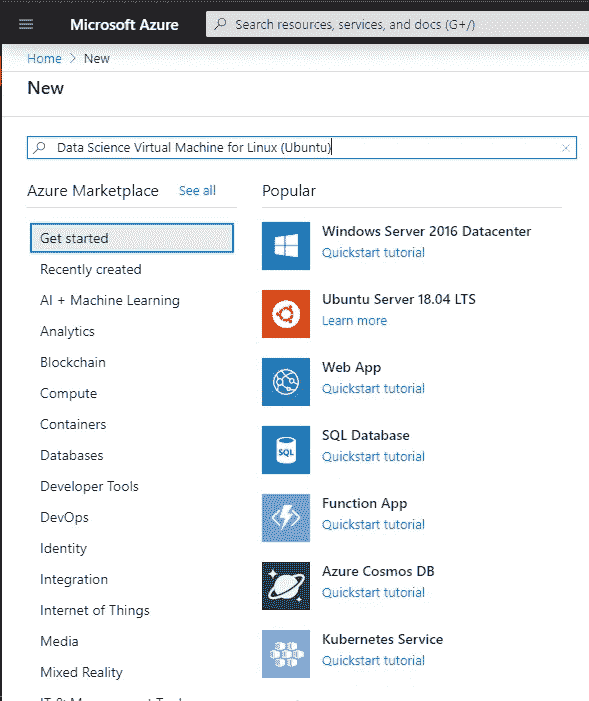 Microsoft Azure
Search resources, services, and docs (G+/)
Home > New
New
Data Science Virtual Machine for Linux (Ubuntu)
Azure Marketplace See all
Get started
Recently created
AI + Machine Learning
Analytics
Blockchain
Compute
Containers
Databases
Developer Tools
DevOps
Identity
Integration
Internet of Things
Media
Mixed Reality
Popular
Windows Server 2016 Datacenter
Quickstart tutorial
Ubuntu Server 18.04 LTS
Learn more
Web App
Quickstart tutorial
SQL
SQL Database
Quickstart tutorial
Function App
Quickstart tutorial
Azure Cosmos DB
Quickstart tutorial
Kubernetes Service
Quickstart tutorial